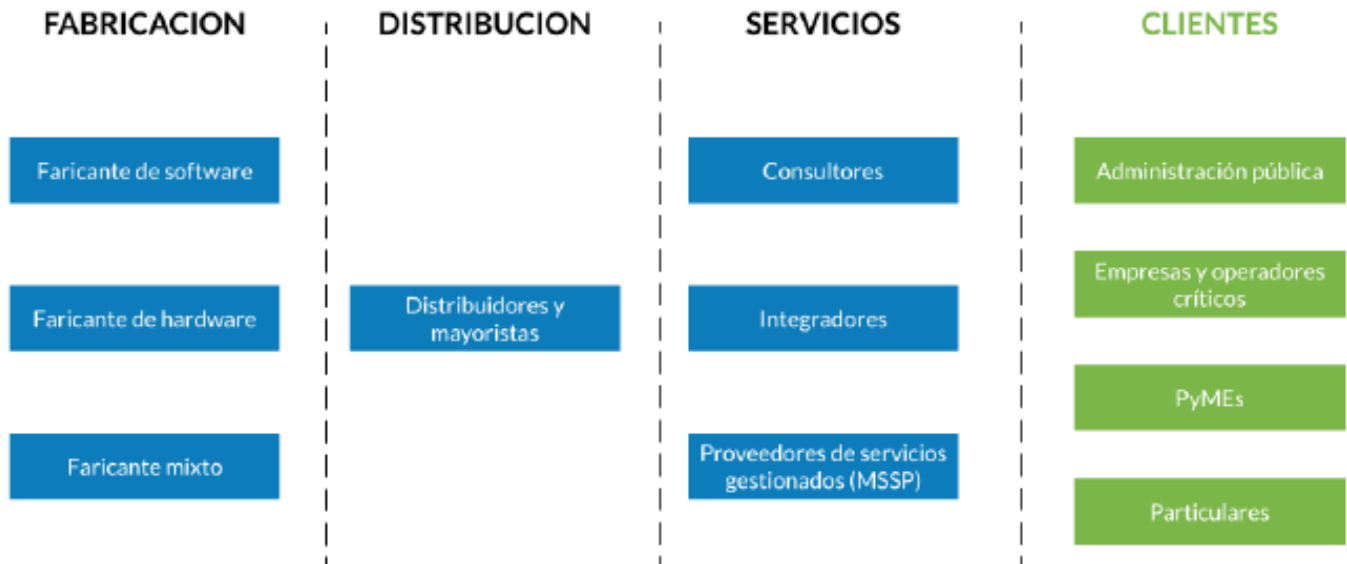 FABRICACION
DISTRIBUCION
SERVICIOS
CLIENTES
Faricante de software
Faricante de hardware
Faricante mixto
Distribuidores y
mayoristas
Consultores
Integradores
Proveedores de servicios
gestionados (MSSP)
Administración pública
Empresas y operadores
críticos
PyMEs
Particulares